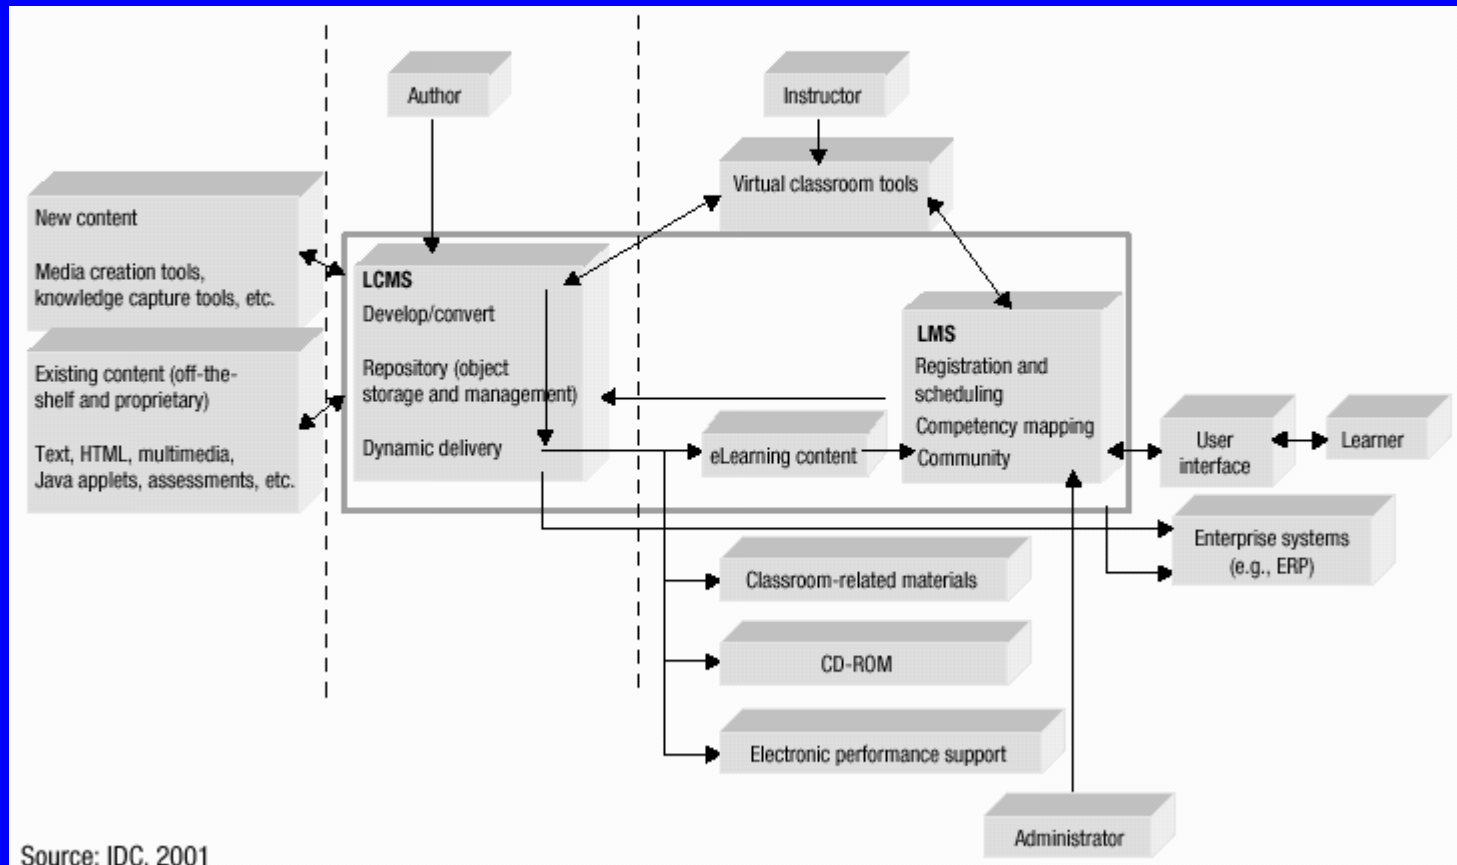 Author
Instructor
Virtual classroom tools
New content
Media creation tools,
knowledge capture tools, etc.
Existing content (off-the-
shelf and proprietary)
Text, HTML, multimedia,
Java applets, assessments, etc.
LCMS
Develop/convert
Repository (object
storage and management)
Dynamic delivery
LMS
Registration and
scheduling
Competency mapping
Community
eLearning content
User
interface
Learner
Enterprise systems
(e.g., ERP)
Classroom-related materials
CD-ROM
Electronic performance support
Administrator
Source: IDC, 2001